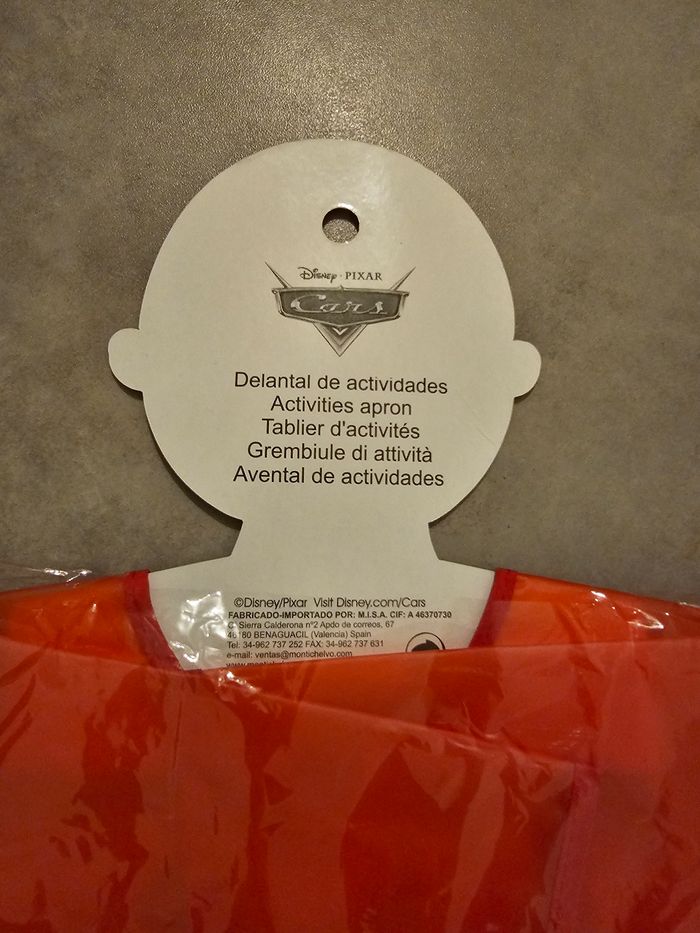 Disney · PIXAR
Cars
Delantal de actividades
Activities apron
Tablier d'activités
Grembiule di attività
Avental de actividades
©Disney/Pixar Visit Disney.com/Cars
FABRICADO-IMPORTADO POR: M.I.S.A. CIF: A 46370730
C. Sierra Calderona nº2 Apdo de correos, 67
46180 BENAGUACIL (Valencia) Spain
Tel: 34-962 737 252 FAX: 34-962 737 631
e-mail: ventas@montichelvo.com